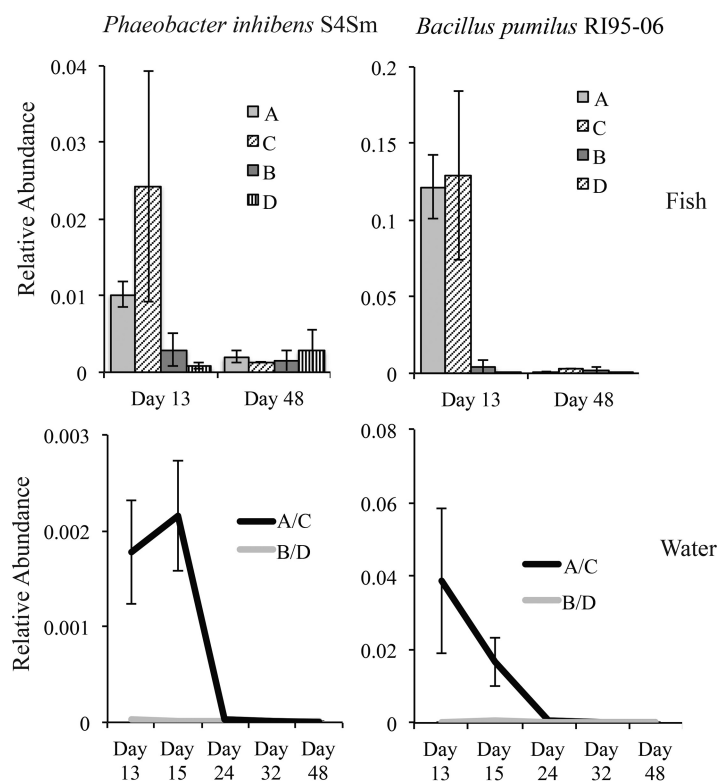 Phaeobacter inhibens S4Sm
Bacillus pumilus RI95-06
Relative Abundance
0.04
0.03
0.02
0.01
0
A
C
B
D
Day 13
Day 48
0.2
0.15
0.1
0.05
0
A
C
B
D
Day 13
Day 48
Fish
Relative Abundance
0.003
0.002
0.001
0
A/C
B/D
Day
13
Day
15
Day
24
Day
32
Day
48
0.08
0.06
0.04
0.02
0
A/C
B/D
Day
13
Day
15
Day
24
Day
32
Day
48
Water